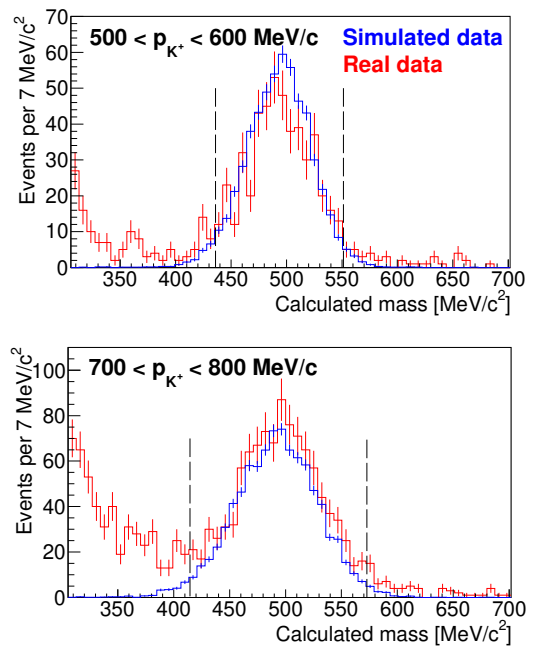 500 < p_K+ < 600 MeV/c
Simulated data
Real data
Events per 7 MeV/c²
70
60
50
40
30
20
10
0
350 400 450 500 550 600 650 700
Calculated mass [MeV/c²]
700 < p_K+ < 800 MeV/c
Events per 7 MeV/c²
100
80
60
40
20
0
350 400 450 500 550 600 650 700
Calculated mass [MeV/c²]